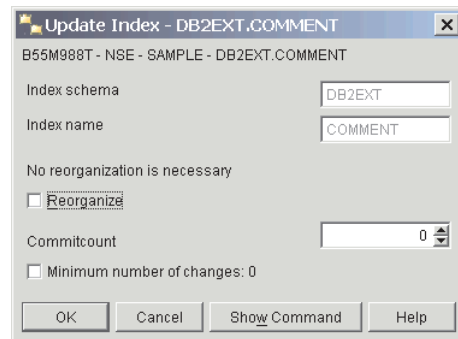 Update Index - DB2EXT.COMMENT
B55M988T - NSE - SAMPLE - DB2EXT.COMMENT
Index schema DB2EXT
Index name COMMENT
No reorganization is necessary
Reorganize
Commitcount 0
Minimum number of changes: 0
OK Cancel Show Command Help